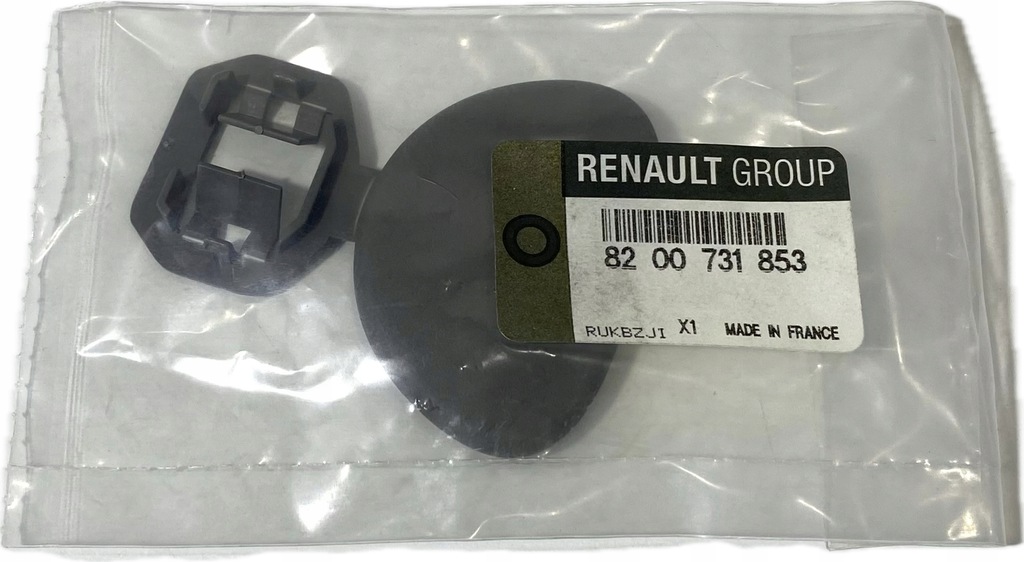 RENAULT GROUP
82 00 731 853
RUKBZJI X1 MADE IN FRANCE